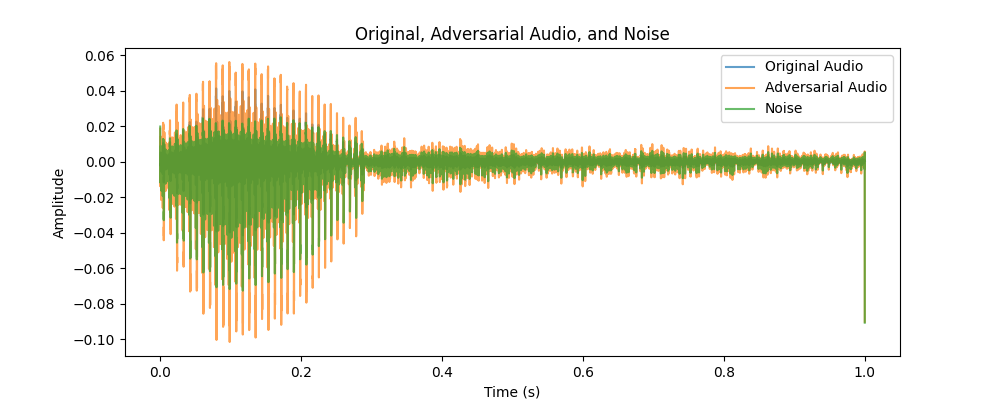 Original, Adversarial Audio, and Noise
Original Audio
Adversarial Audio
Noise
Amplitude
0.06
0.04
0.02
0.00
−0.02
−0.04
−0.06
−0.08
−0.10
0.0 0.2 0.4 0.6 0.8 1.0
Time (s)